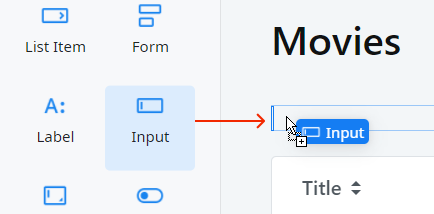 List Item
Form
Movies
A:
Label
Input
Input
Title